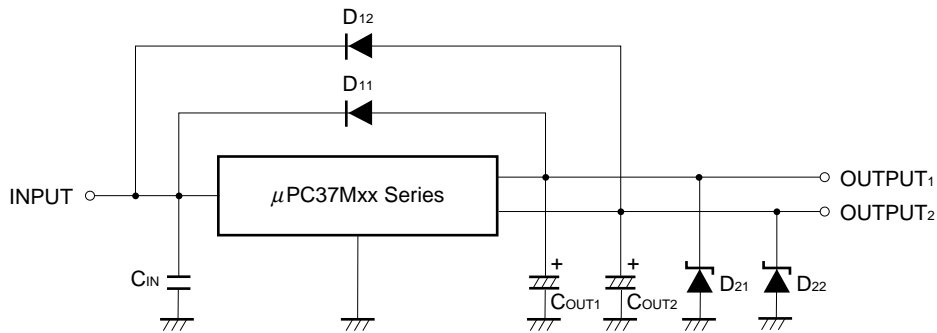 D12
D11
INPUT
μPC37Mxx Series
OUTPUT1
OUTPUT2
CIN
+
COUT1
+
COUT2
D21
D22